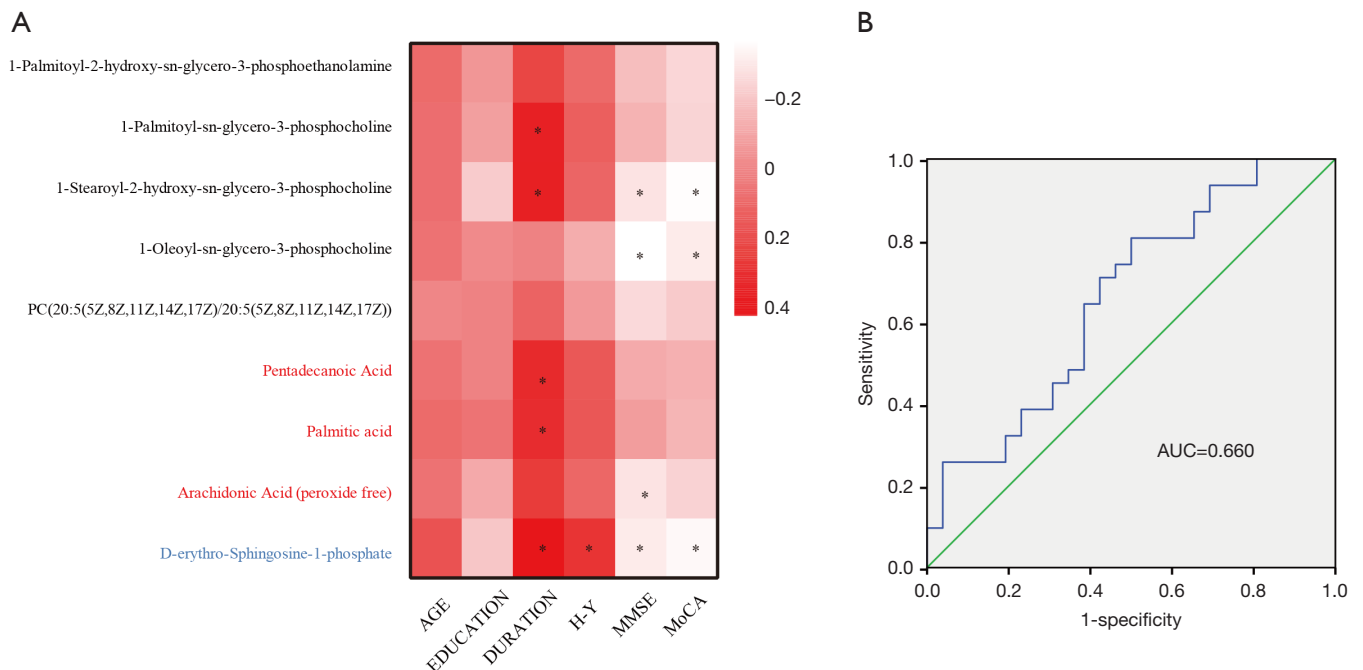 A
1-Palmitoyl-2-hydroxy-sn-glycero-3-phosphoethanolamine
1-Palmitoyl-sn-glycero-3-phosphocholine
*
1-Stearoyl-2-hydroxy-sn-glycero-3-phosphocholine
* * *
1-Oleoyl-sn-glycero-3-phosphocholine
* *
PC(20:5(5Z,8Z,11Z,14Z,17Z)/20:5(5Z,8Z,11Z,14Z,17Z))
Pentadecanoic Acid
*
Palmitic acid
*
Arachidonic Acid (peroxide free)
*
D-erythro-Sphingosine-1-phosphate
* * * *
AGE
EDUCATION
DURATION
H-Y
MMSE
MoCA
−0.2
0
0.2
0.4
B
Sensitivity
1.0
0.8
0.6
0.4
0.2
0.0
AUC=0.660
0.0 0.2 0.4 0.6 0.8 1.0
1-specificity